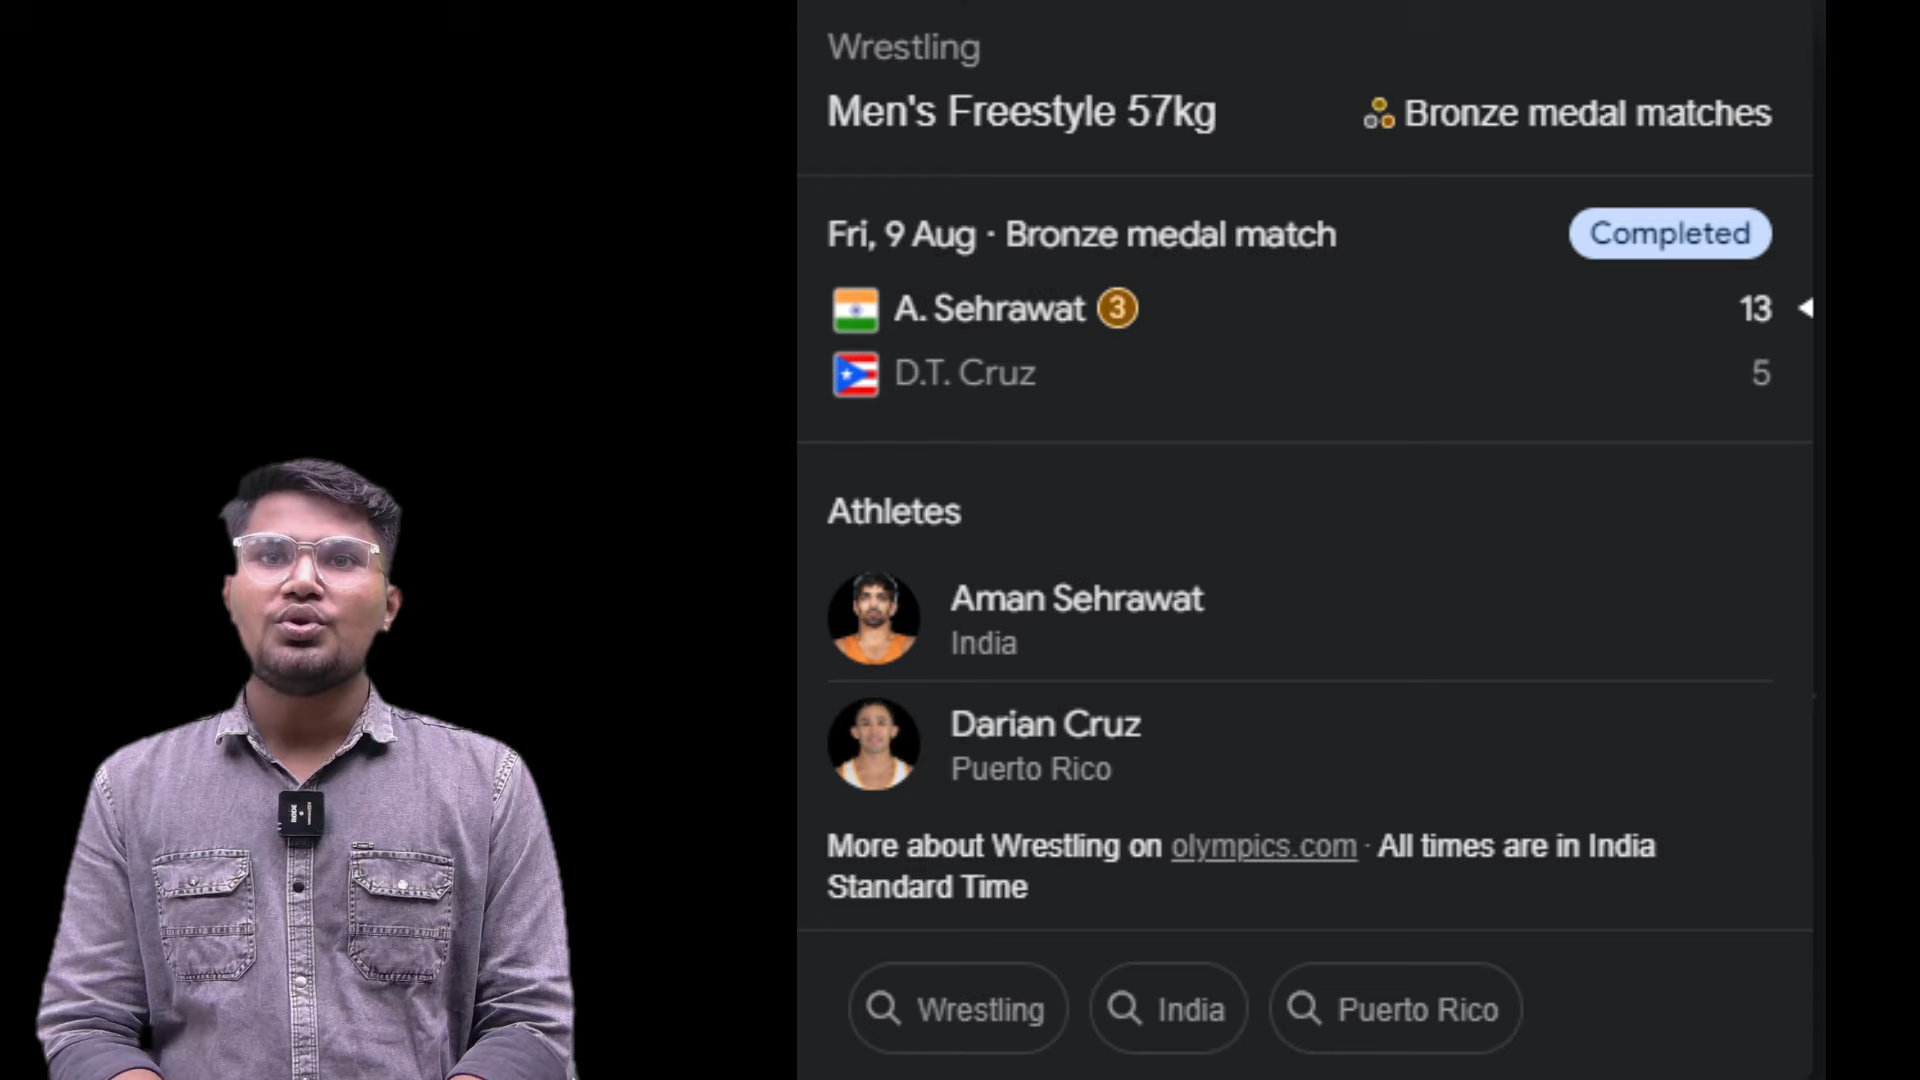 Wrestling
Men's Freestyle 57kg
Bronze medal matches
Fri, 9 Aug · Bronze medal match
Completed
A. Sehrawat 3
13
D.T. Cruz
5
Athletes
Aman Sehrawat
India
Darian Cruz
Puerto Rico
More about Wrestling on olympics.com · All times are in India
Standard Time
Wrestling
India
Puerto Rico
RODE